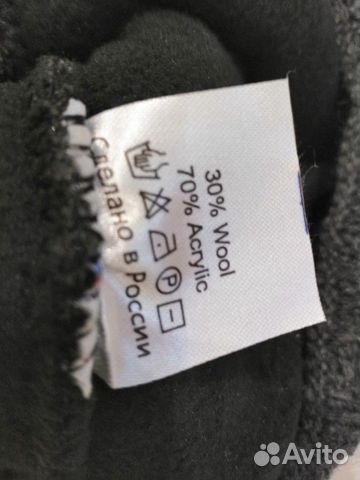 30% Wool
70% Acrylic
P
Сделано в России
Avito